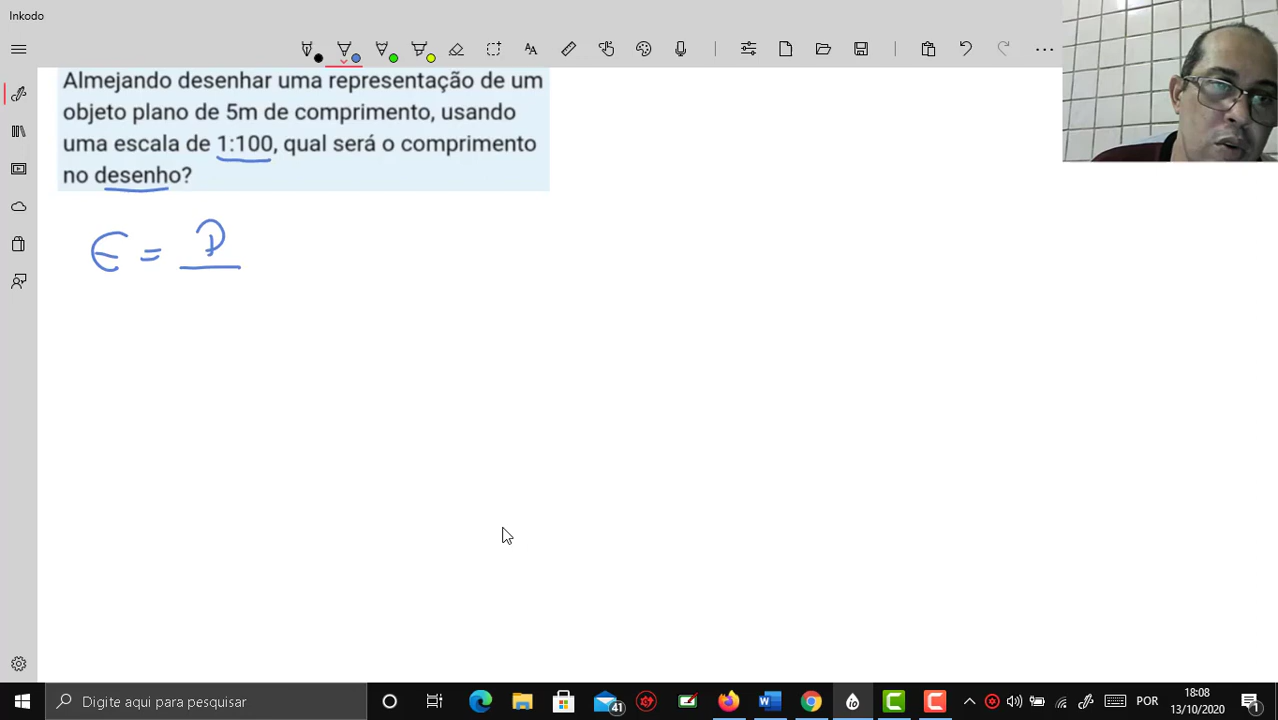 Inkodo
Almejando desenhar uma representação de um
objeto plano de 5m de comprimento, usando
uma escala de 1:100, qual será o comprimento
no desenho?
E = D
Digite aqui para pesquisar
41
POR
18:08
13/10/2020
1